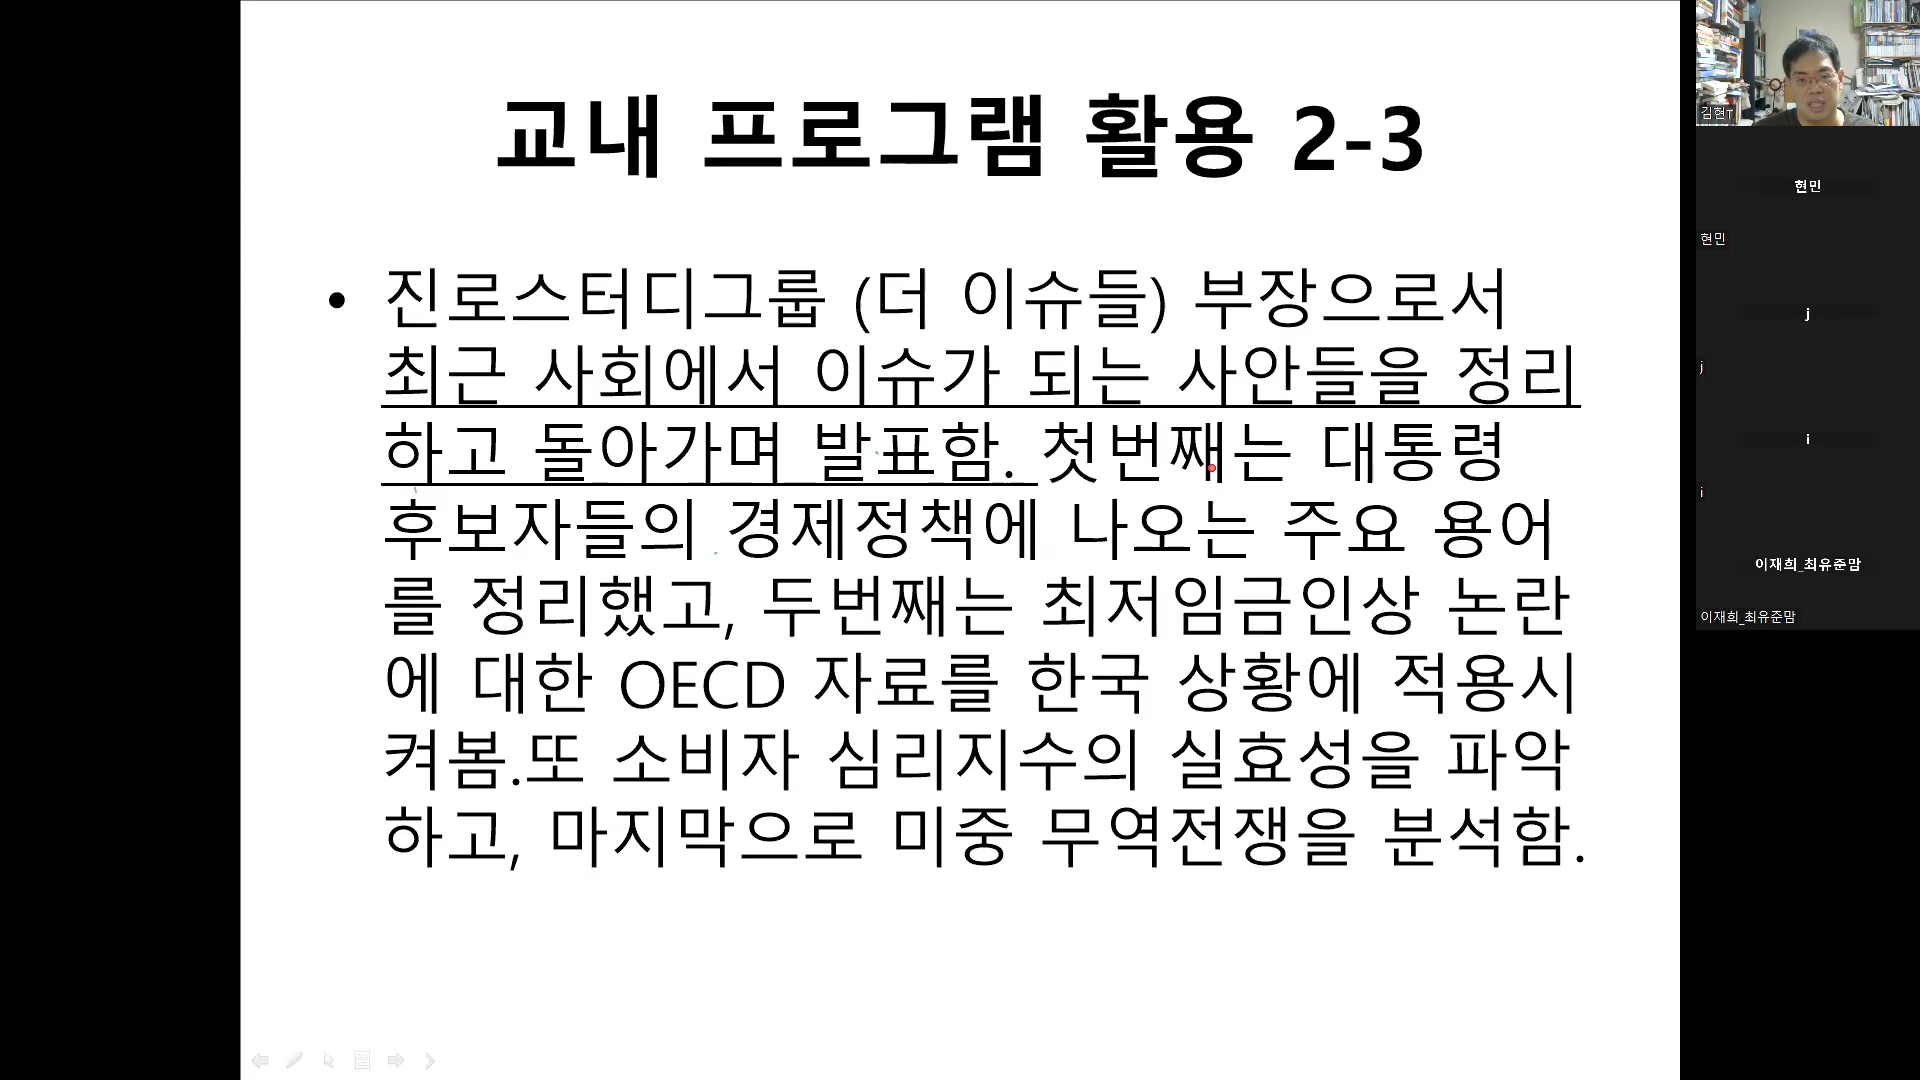 교내 프로그램 활용 2-3
• 진로스터디그룹 (더 이슈들) 부장으로서
최근 사회에서 이슈가 되는 사안들을 정리
하고 돌아가며 발표함. 첫번째는 대통령
후보자들의 경제정책에 나오는 주요 용어
를 정리했고, 두번째는 최저임금인상 논란
에 대한 OECD 자료를 한국 상황에 적용시
켜봄.또 소비자 심리지수의 실효성을 파악
하고, 마지막으로 미중 무역전쟁을 분석함.
김현T
현민
현민
j
j
i
i
이재희_최유준맘
이재희_최유준맘